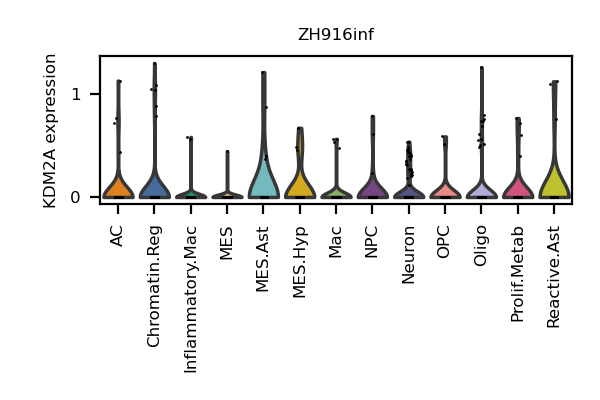 ZH916inf
KDM2A expression
1
0
AC
Chromatin.Reg
Inflammatory.Mac
MES
MES.Ast
MES.Hyp
Mac
NPC
Neuron
OPC
Oligo
Prolif.Metab
Reactive.Ast